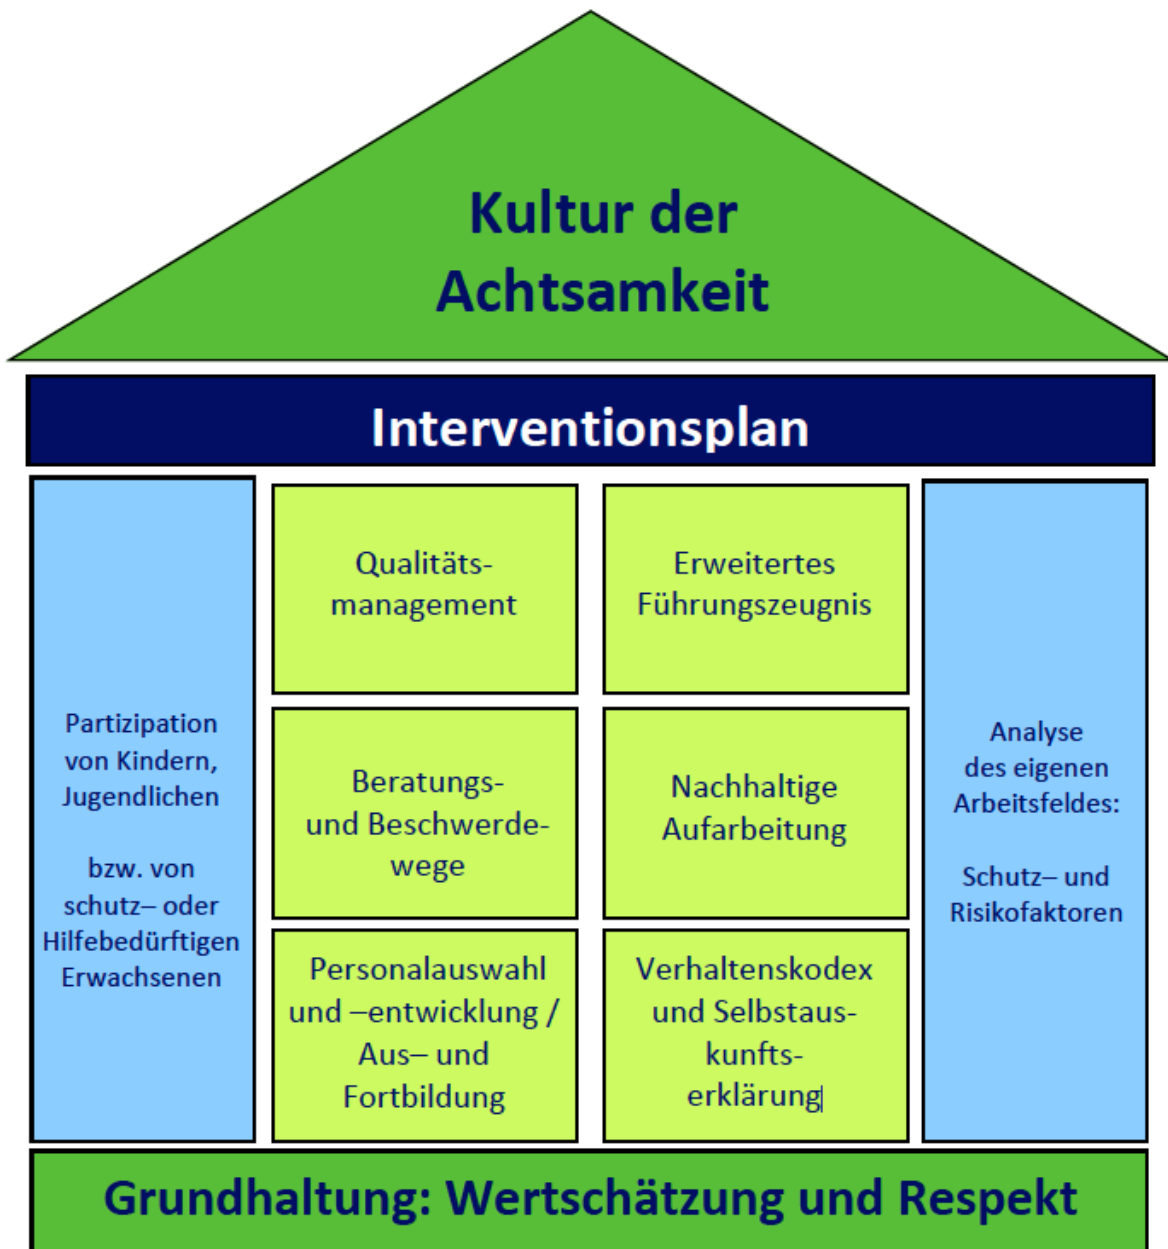 Kultur der
Achtsamkeit
Interventionsplan
Partizipation
von Kindern,
Jugendlichen
bzw. von
schutz– oder
Hilfebedürftigen
Erwachsenen
Qualitäts-
management
Erweitertes
Führungszeugnis
Beratungs-
und Beschwerde-
wege
Nachhaltige
Aufarbeitung
Personalauswahl
und –entwicklung /
Aus– und
Fortbildung
Verhaltenskodex
und Selbstaus-
kunfts-
erklärung
Analyse
des eigenen
Arbeitsfeldes:
Schutz– und
Risikofaktoren
Grundhaltung: Wertschätzung und Respekt